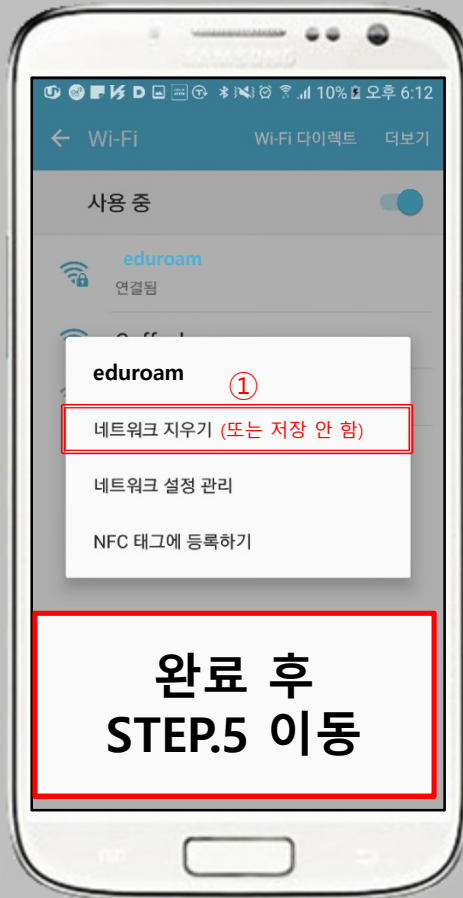 SAMSUNG
10% 오후 6:12
Wi-Fi Wi-Fi 다이렉트 더보기
사용 중
eduroam
연결됨
eduroam
①
네트워크 지우기 (또는 저장 안 함)
네트워크 설정 관리
NFC 태그에 등록하기
완료 후
STEP.5 이동